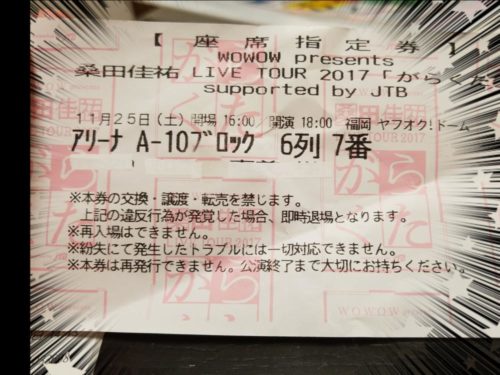 【座席指定券】
WOWOW presents
桑田佳祐 LIVE TOUR 2017「がらくた
supported by JTB
11月25日(土) 開場 16:00 開演 18:00 福岡 ヤフオク!ドーム
アリーナ A-10ブロック 6列 7番
※本券の交換・譲渡・転売を禁じます。
上記の違反行為が発覚した場合、即時退場となります。
※再入場はできません。
※紛失にて発生したトラブルには一切対応できません。
※本券は再発行できません。公演終了まで大切にお持ちください。